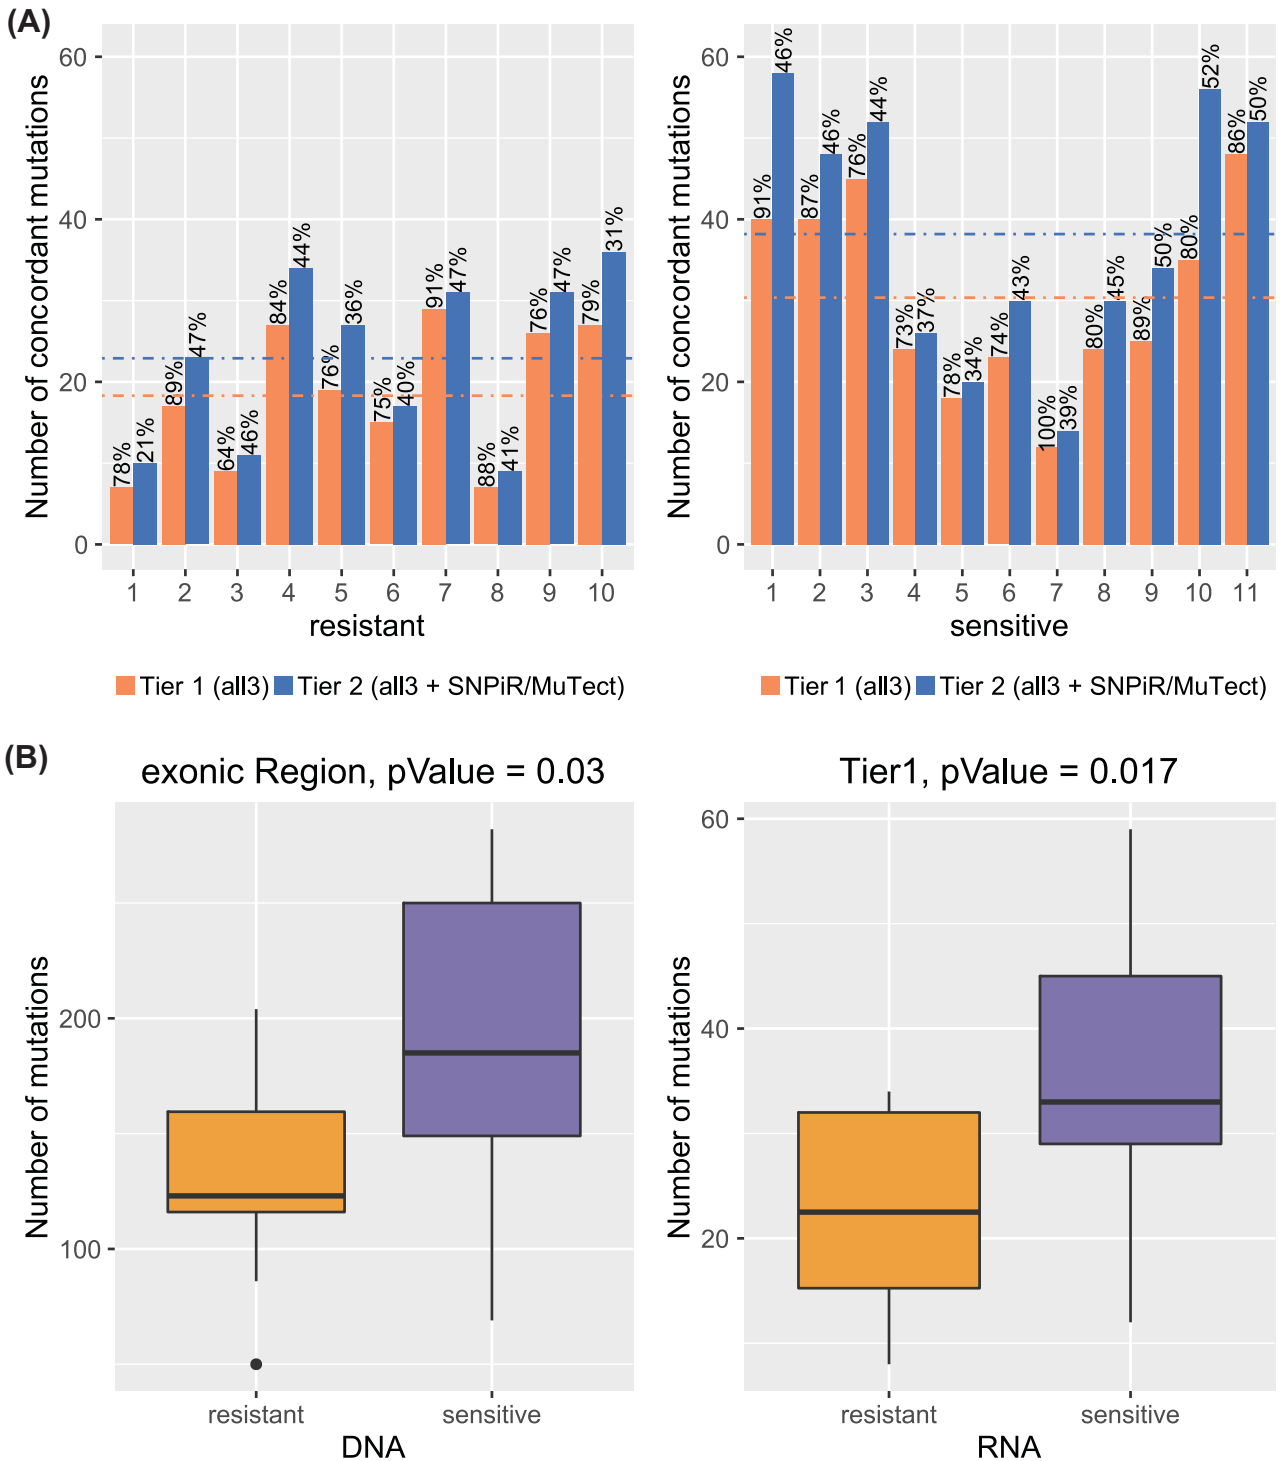 (A)
Number of concordant mutations
60
40
20
0
78% 21% 89% 47% 64% 46% 84% 44% 76% 36% 75% 40% 91% 47% 88% 41% 76% 47% 79% 31%
1 2 3 4 5 6 7 8 9 10
resistant
Tier 1 (all3) Tier 2 (all3 + SNPiR/MuTect)
Number of concordant mutations
60
40
20
0
91% 46% 87% 46% 76% 44% 73% 37% 78% 34% 74% 43% 100% 39% 80% 45% 89% 50% 80% 52% 86% 50%
1 2 3 4 5 6 7 8 9 10 11
sensitive
Tier 1 (all3) Tier 2 (all3 + SNPiR/MuTect)
(B)
exonic Region, pValue = 0.03
Number of mutations
200
100
resistant sensitive
DNA
Tier1, pValue = 0.017
Number of mutations
60
40
20
resistant sensitive
RNA